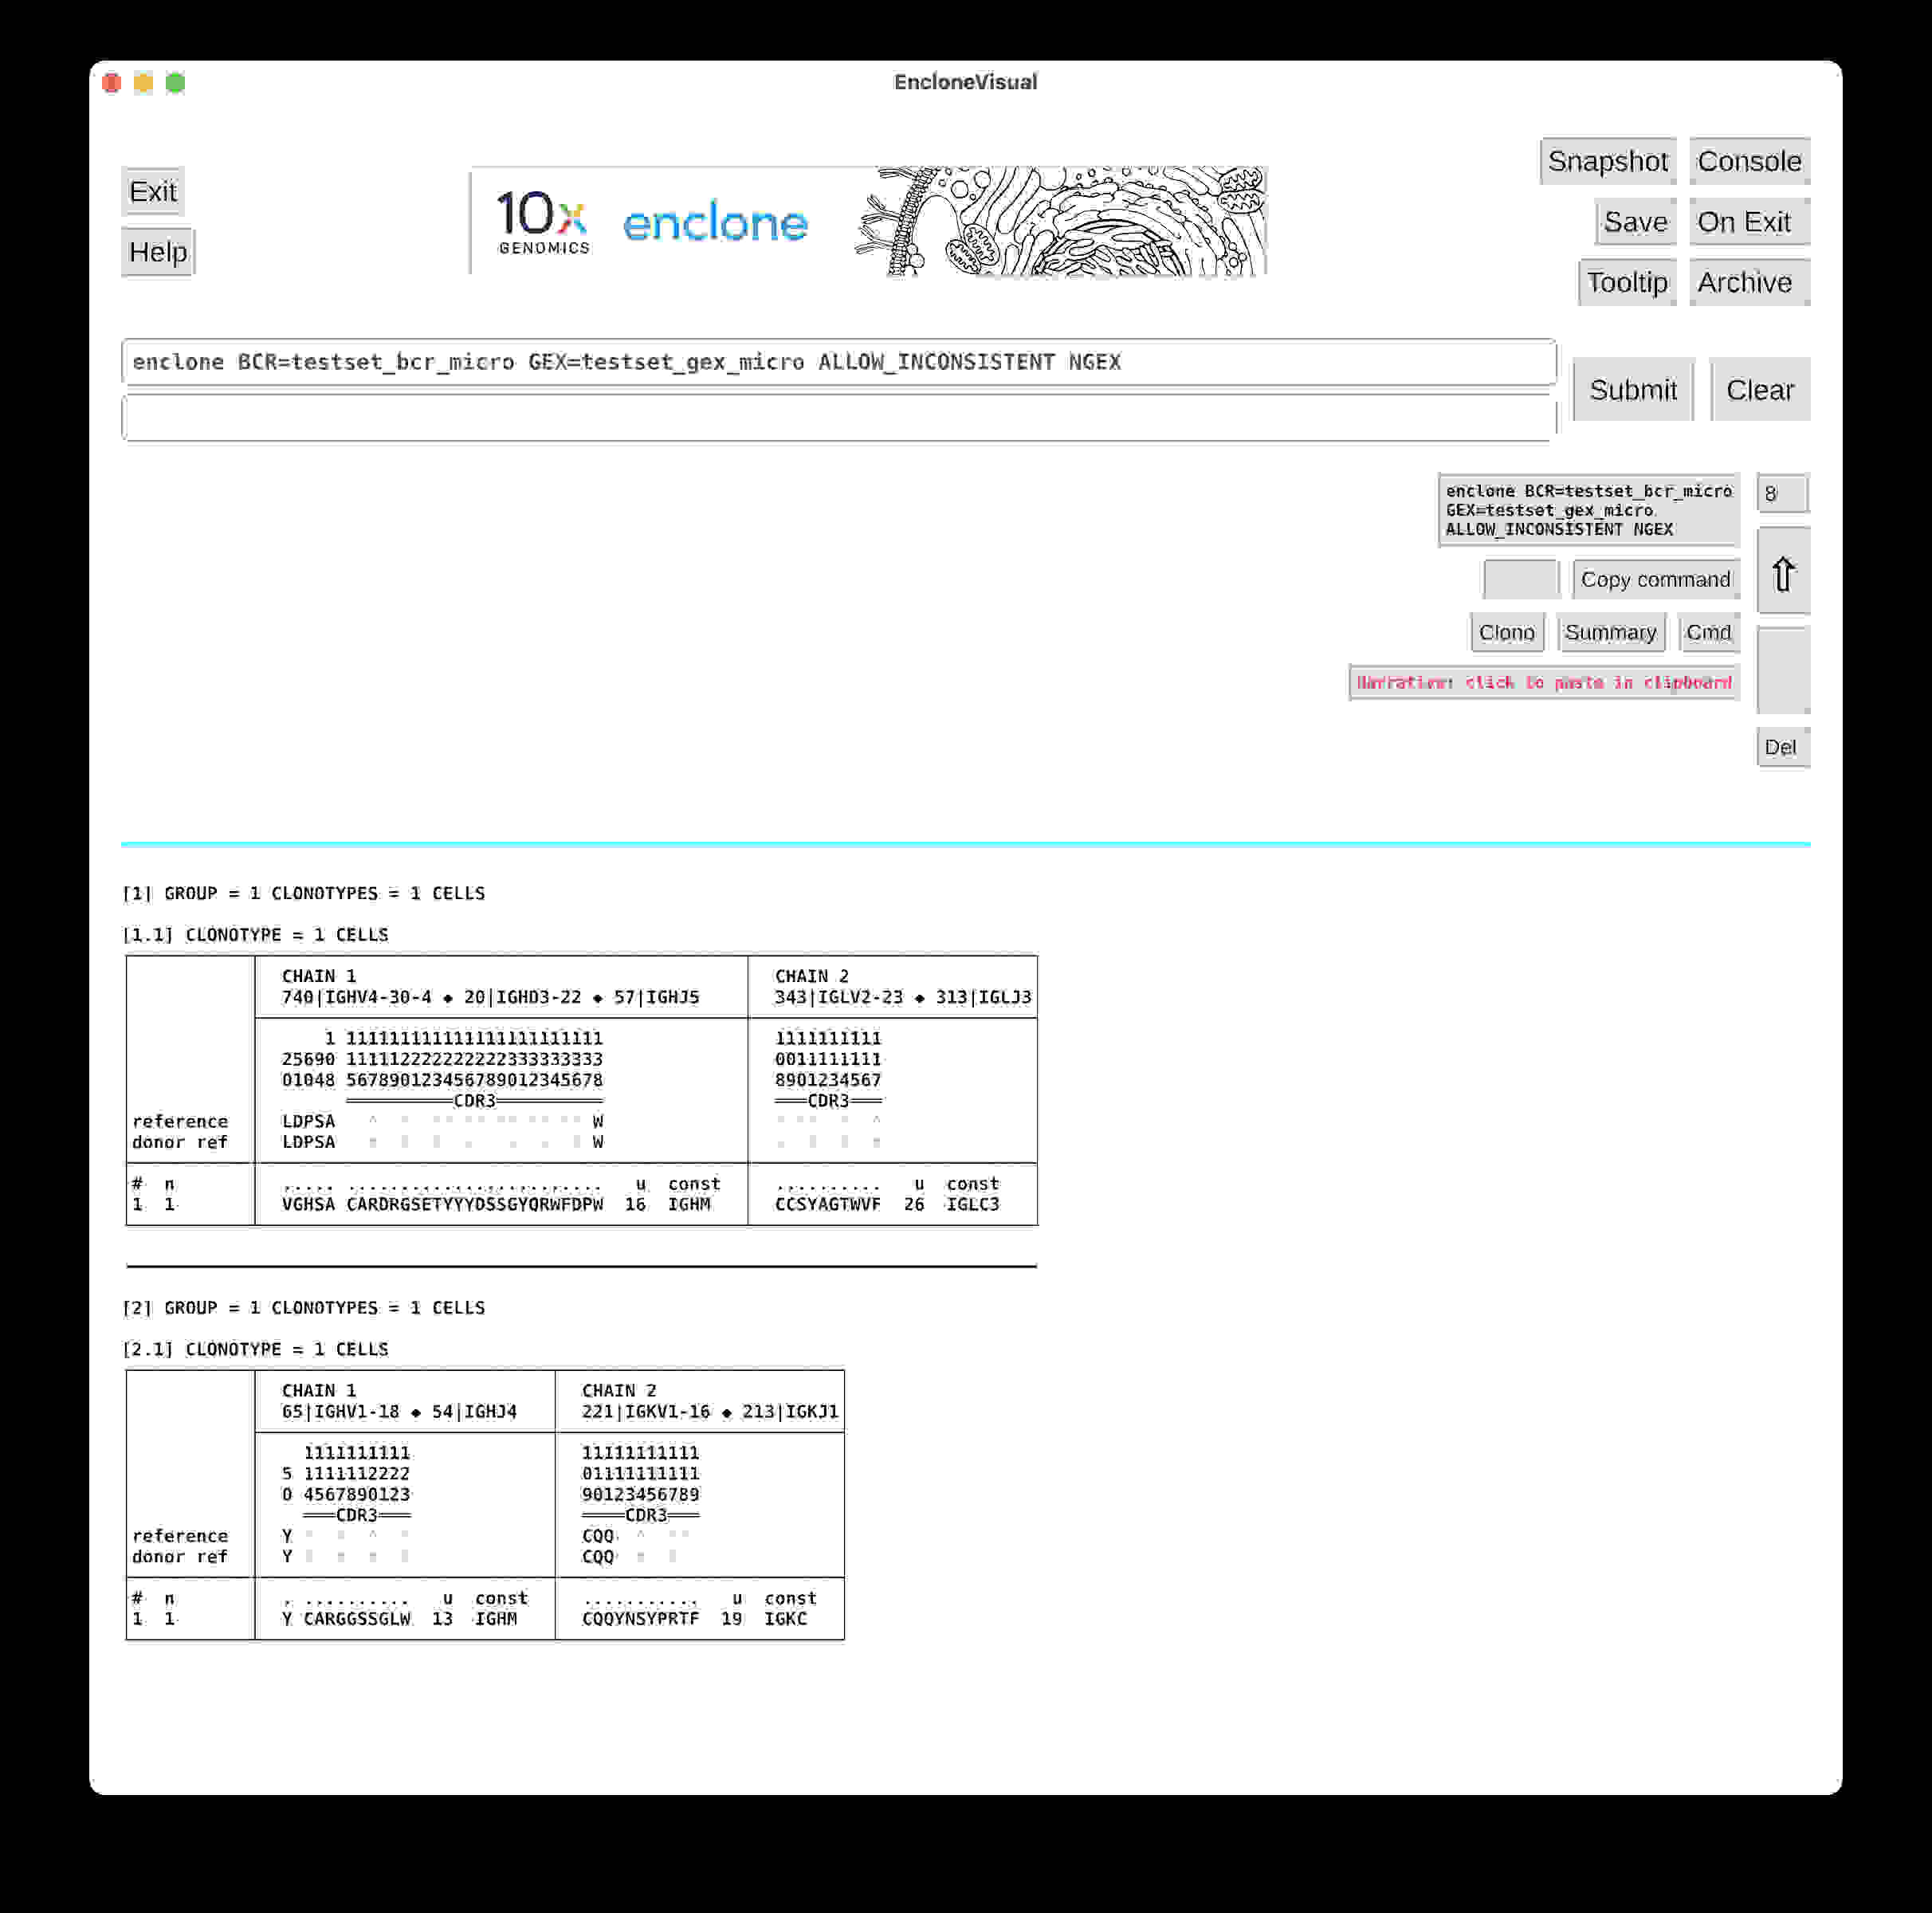 EncloneVisual
Exit
Help
10x
GENOMICS
enclone
Snapshot Console
Save On Exit
Tooltip Archive
enclone BCR=testset_bcr_micro GEX=testset_gex_micro ALLOW_INCONSISTENT NGEX
Submit Clear
enclone BCR=testset_bcr_micro
GEX=testset_gex_micro
ALLOW_INCONSISTENT NGEX
8
⇧
Copy command
Clono Summary Cmd
Narration: click to paste in clipboard
Del
[1] GROUP = 1 CLONOTYPES = 1 CELLS
[1.1] CLONOTYPE = 1 CELLS
CHAIN 1 CHAIN 2
740|IGHV4-30-4 ◆ 20|IGHD3-22 ◆ 57|IGHJ5 343|IGLV2-23 ◆ 313|IGLJ3
1 111111111111111111111111 1111111111
25690 111112222222222333333333 0011111111
01048 567890123456789012345678 8901234567
═══CDR3═══ ═══CDR3═══
reference LDPSA W
donor ref LDPSA W
# n ..... ........................ u const .......... u const
1 1 VGHSA CARDRGSETYYYDSSGYQRWFDPW 16 IGHM CCSYAGTWVF 26 IGLC3
[2] GROUP = 1 CLONOTYPES = 1 CELLS
[2.1] CLONOTYPE = 1 CELLS
CHAIN 1 CHAIN 2
65|IGHV1-18 ◆ 54|IGHJ4 221|IGKV1-16 ◆ 213|IGKJ1
1111111111 11111111111
5 1111112222 01111111111
0 4567890123 90123456789
═══CDR3═══ ════CDR3═══
reference Y CQQ
donor ref Y CQQ
# n . .......... u const ........... u const
1 1 Y CARGGSSGLW 13 IGHM CQQYNSYPRTF 19 IGKC